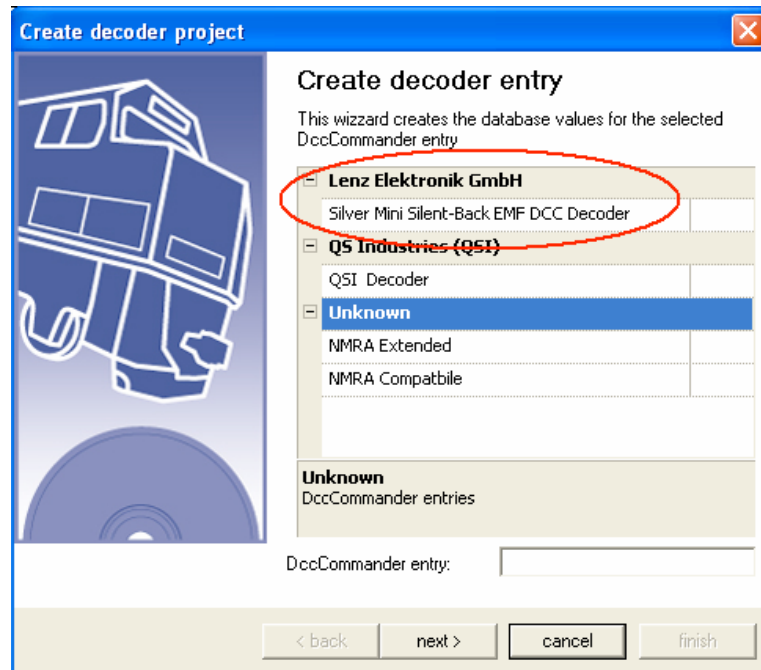 Create decoder project
Create decoder entry
This wizzard creates the database values for the selected
DccCommander entry
Lenz Elektronik GmbH
Silver Mini Silent-Back EMF DCC Decoder
QS Industries (QSI)
QSI Decoder
Unknown
NMRA Extended
NMRA Compatbile
Unknown
DccCommander entries
DccCommander entry:
< back
next >
cancel
finish